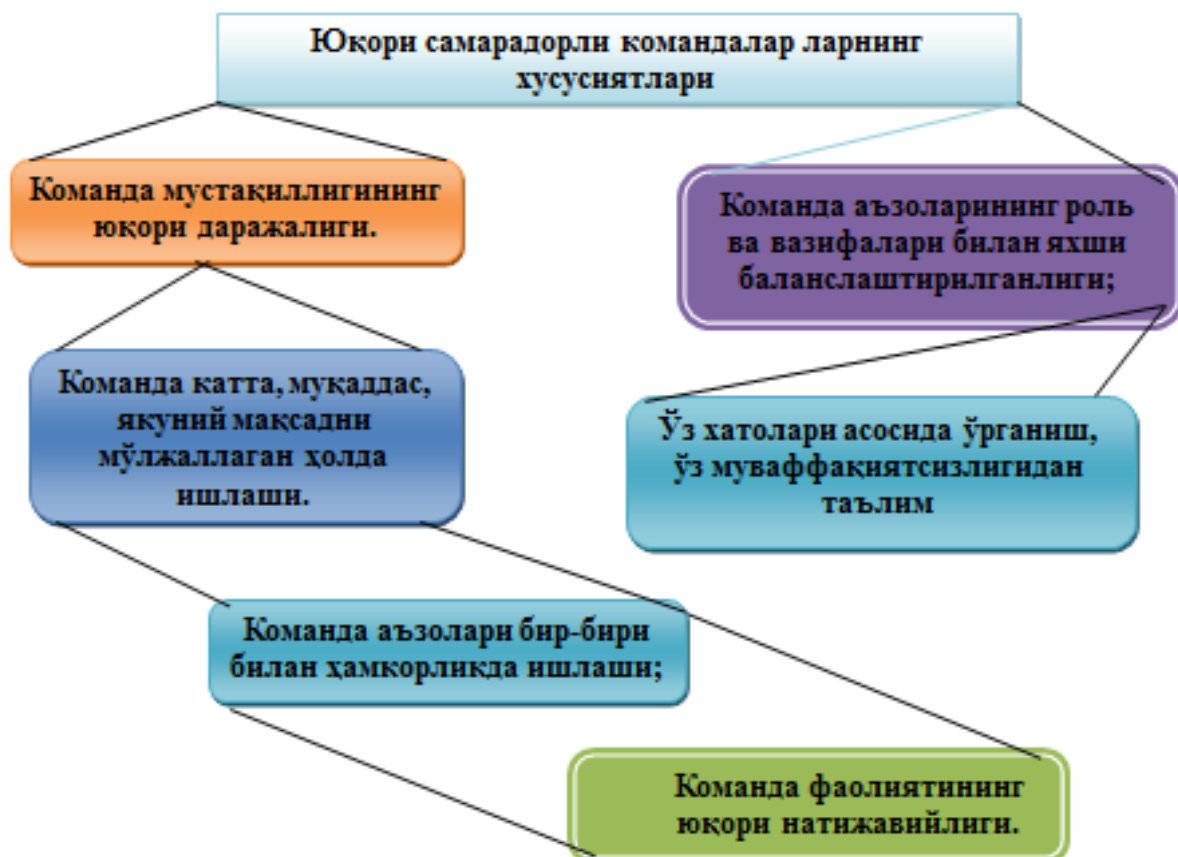 Юқори самарадорли командалар ларнинг
хусусиятлари
Команда мустақиллигининг
юқори даражалиги.
Команда аъзоларининг роль
ва вазифалари билан яхши
баланслаштирилганлиги;
Команда катта, муқаддас,
якуний мақсадни
мўлжаллаган ҳолда
ишлаши.
Ўз хатолари асосида ўрганиш,
ўз муваффақиятсизлигидан
таълим
Команда аъзолари бир-бири
билан ҳамкорликда ишлаши;
Команда фаолиятининг
юқори натижавийлиги.